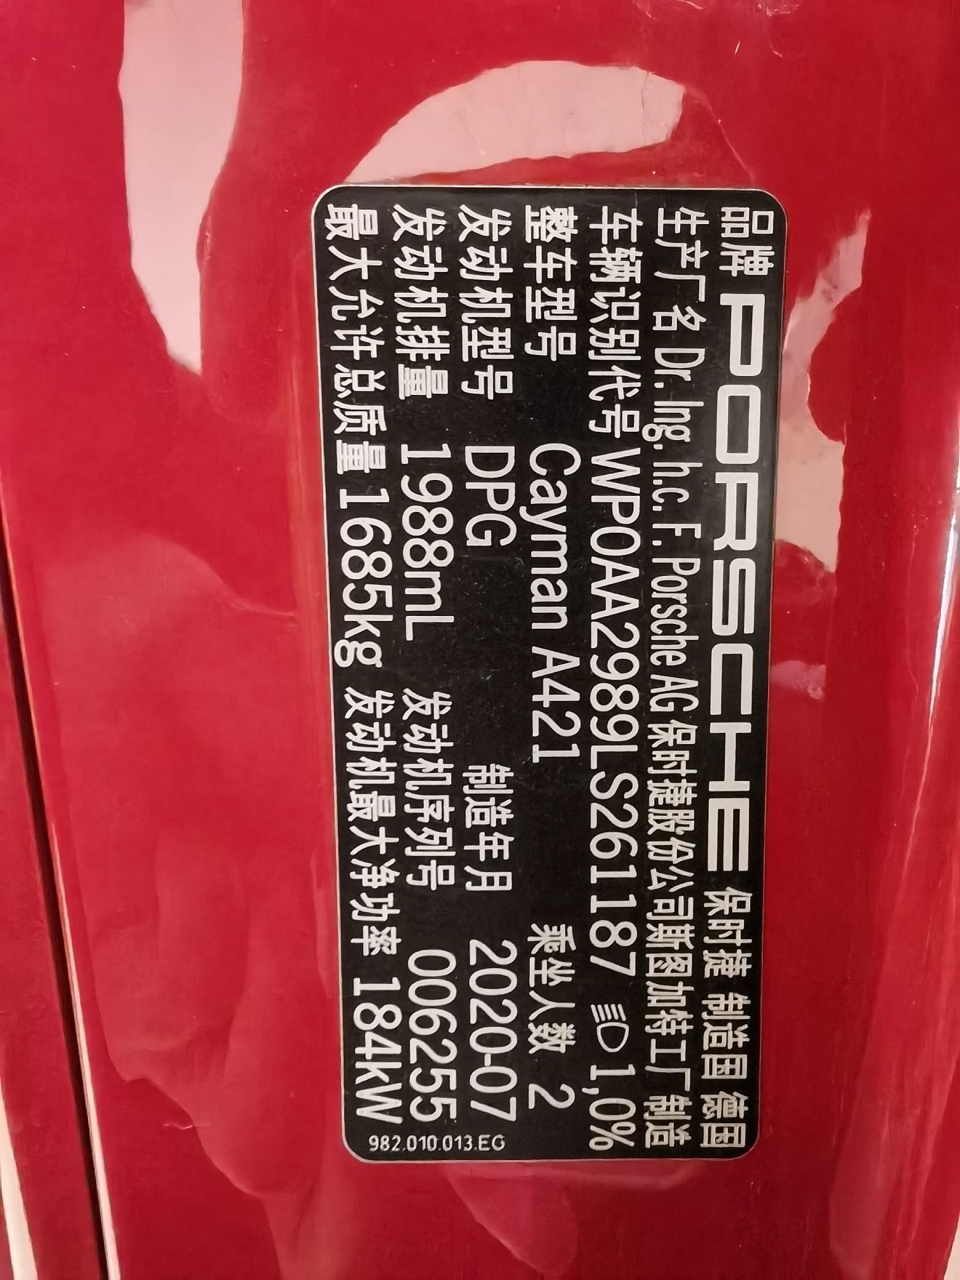 品牌 PORSCHE 保时捷 制造国 德国
生产厂名 Dr. Ing. h.c. F. Porsche AG 保时捷股份公司斯图加特工厂制造
车辆识别代号 WP0AA2989LS261187 1,0%
整车型号 Cayman A421 乘坐人数 2
发动机型号 DPG 制造年月 2020-07
发动机排量 1988mL 发动机序列号 006255
最大允许总质量 1685kg 发动机最大净功率 184kW
982.010.013.EG